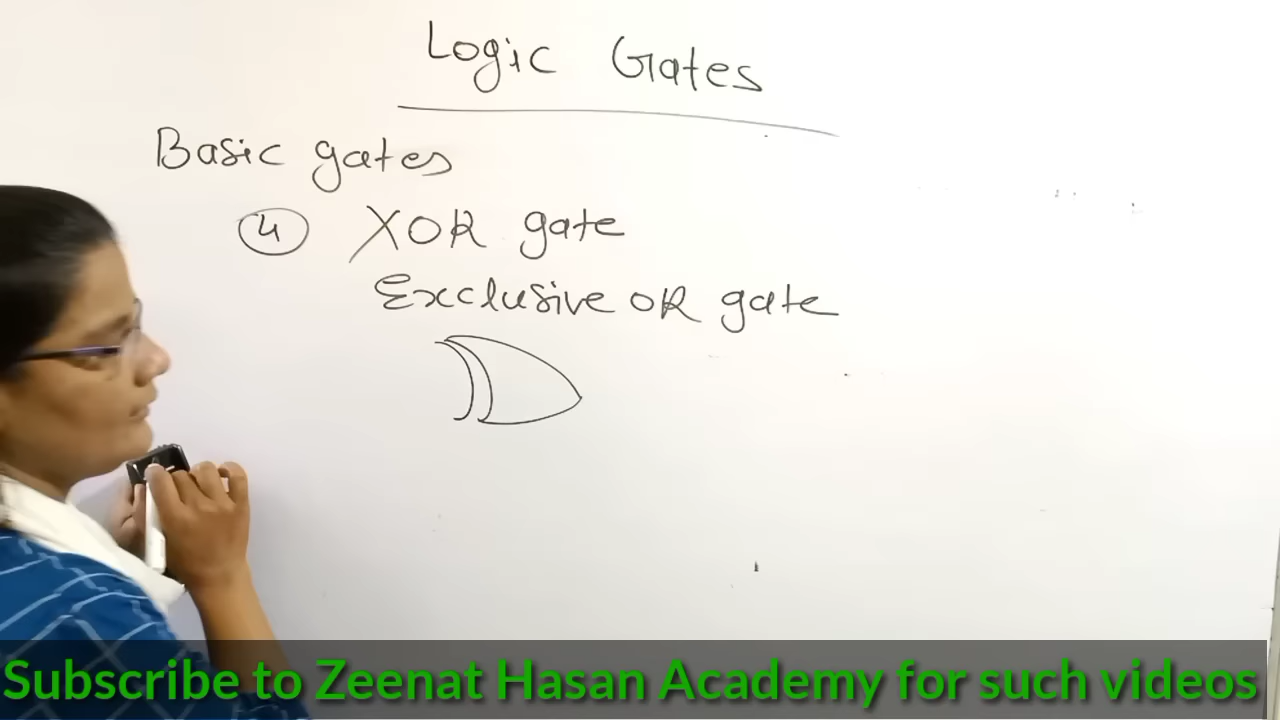 Logic Gates
Basic gates
4 XOR gate
Exclusive OR gate
Subscribe to Zeenat Hasan Academy for such videos